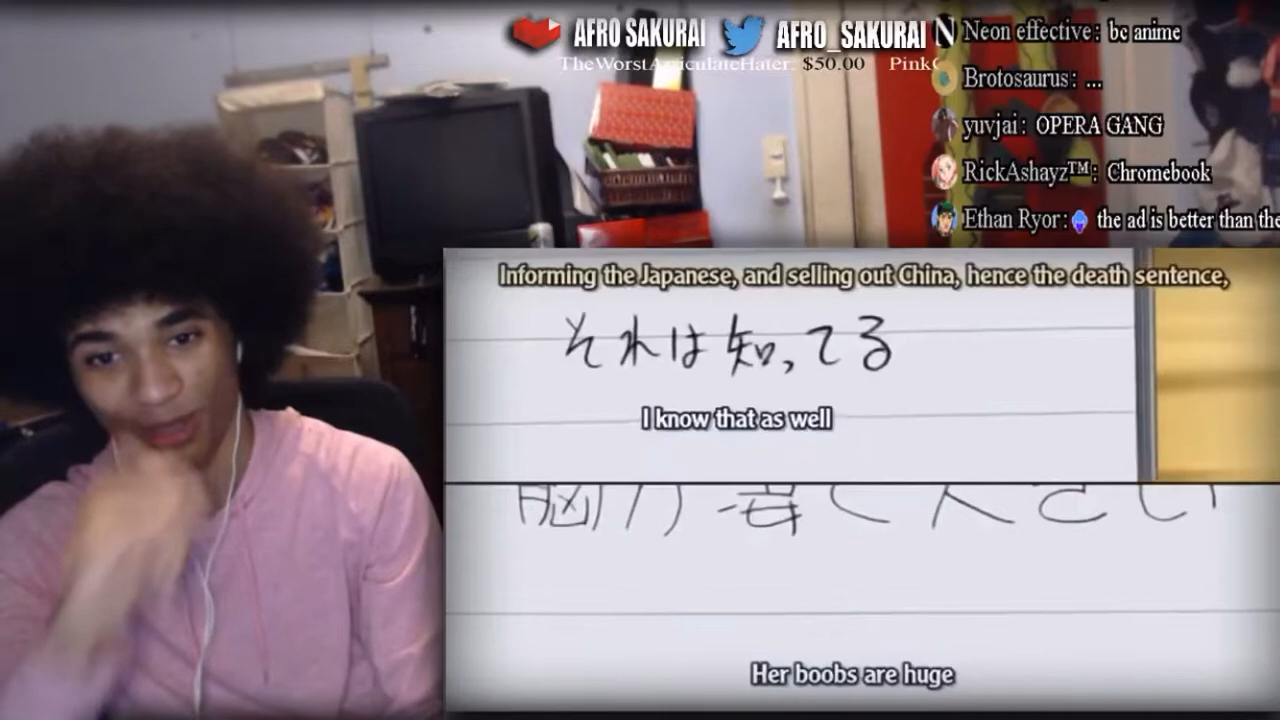 AFRO SAKURAI AFRO_SAKURAI
TheWorstArticulateHater: $50.00 Pink
Neon effective: bc anime
Brotosaurus: ...
yuvjai: OPERA GANG
RickAshayz™: Chromebook
Ethan Ryor: the ad is better than the
Informing the Japanese, and selling out China, hence the death sentence,
それは知ってる
I know that as well
Her boobs are huge